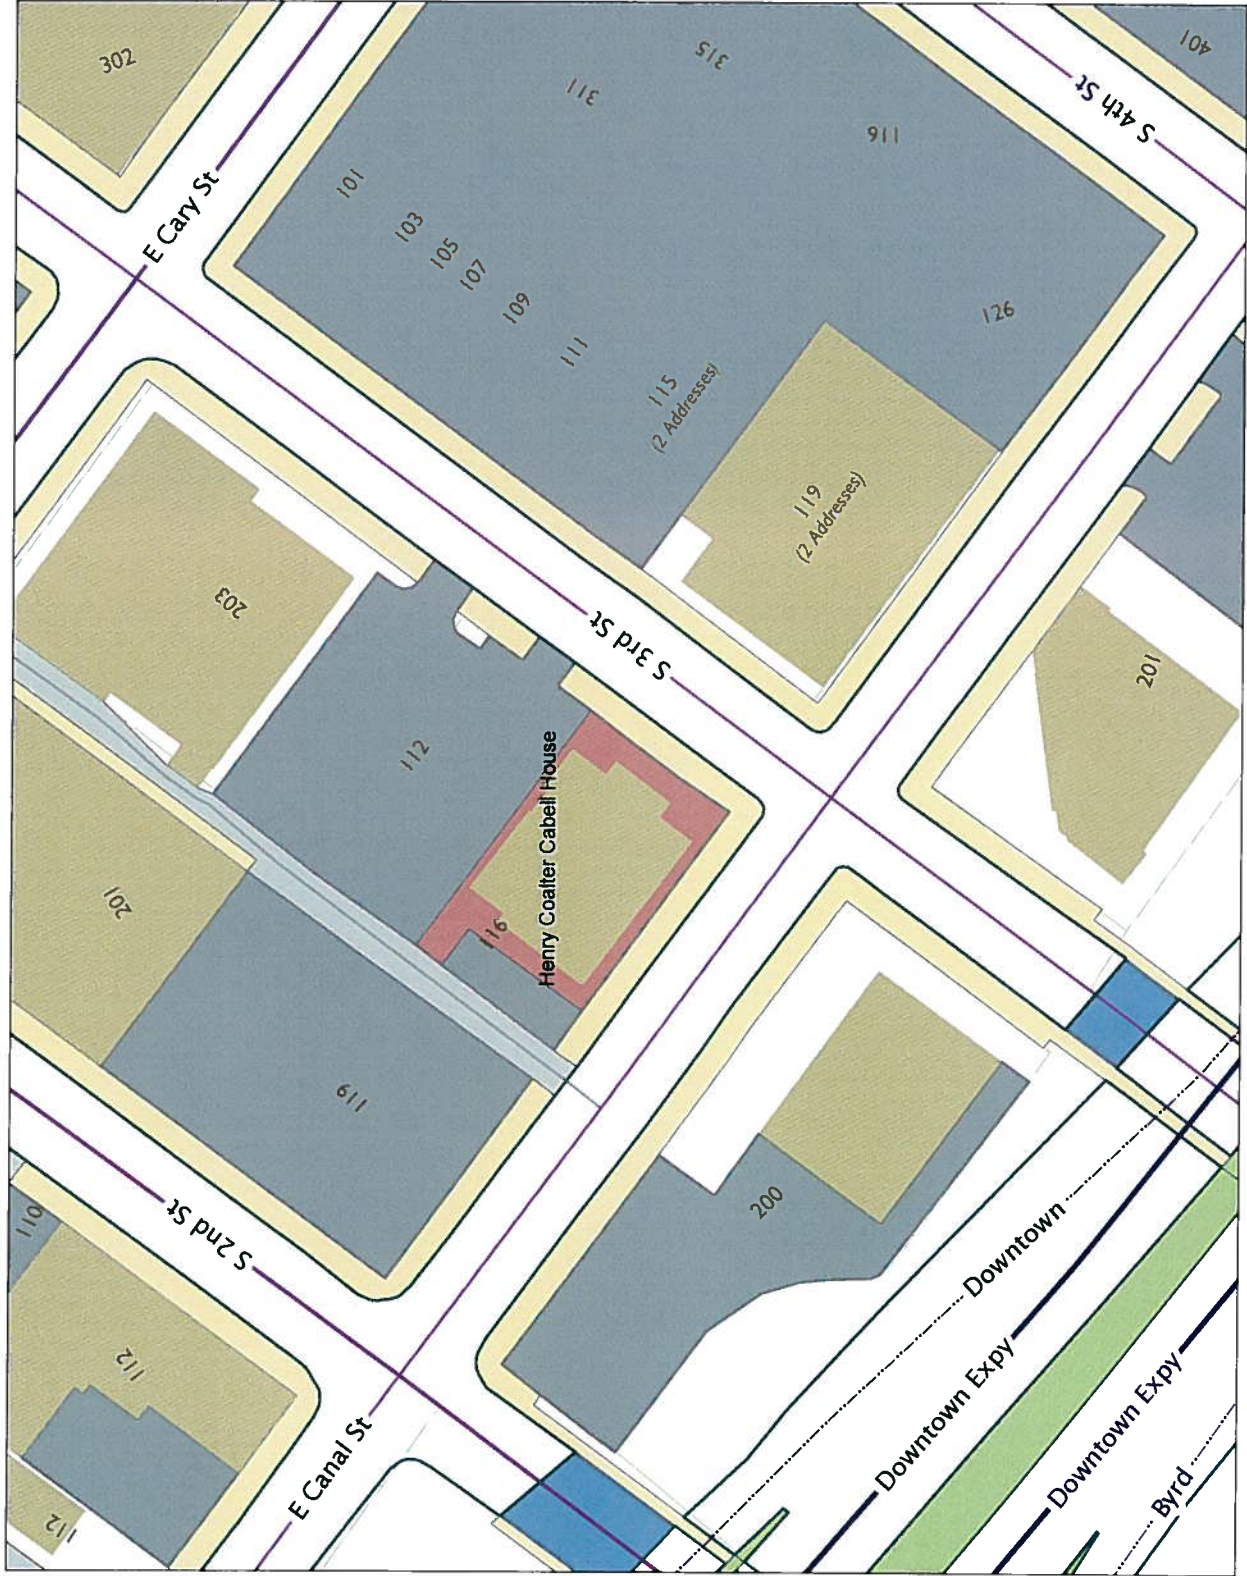 302
401
315
311
116
S 4th St
101
E Cary St
103
105
107
109
126
111
115
(2 Addresses)
119
(2 Addresses)
203
S 3rd St
201
112
Henry Coalter Cabell House
201
116
119
S 2nd St
200
110
Downtown
112
Downtown Expy
Downtown Expy
E Canal St
Byrd
112